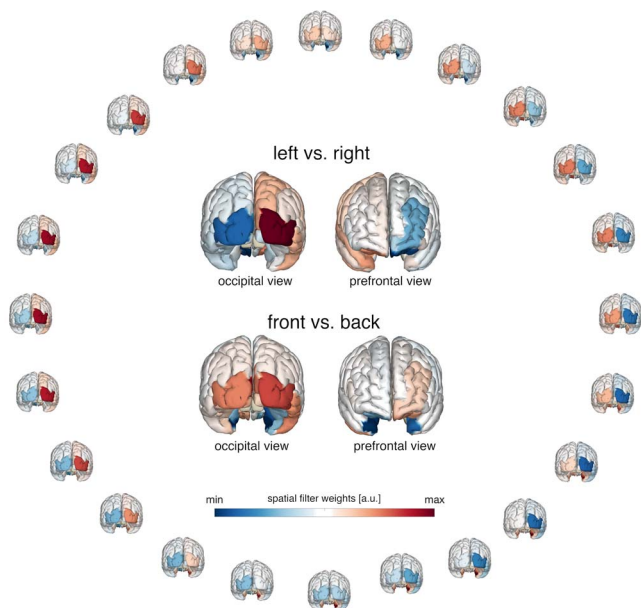 left vs. right
occipital view prefrontal view
front vs. back
occipital view prefrontal view
min spatial filter weights [a.u.] max